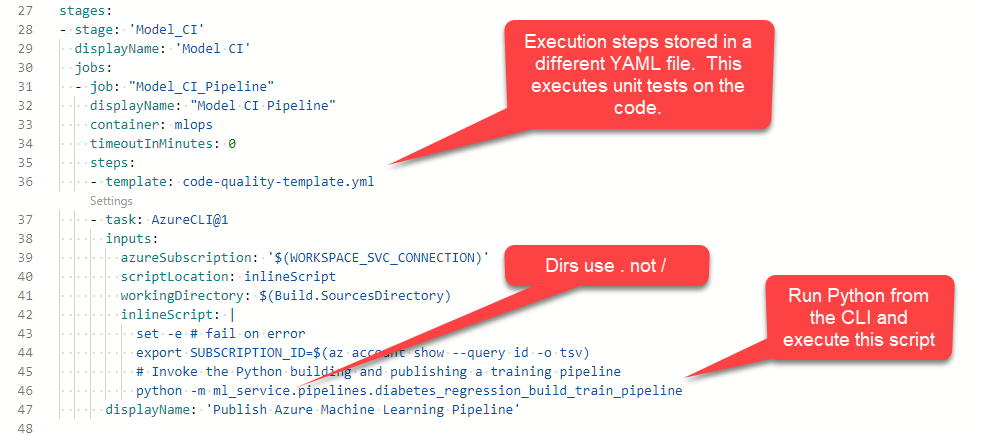 27 stages:
28 - stage: 'Model_CI'
29 displayName: 'Model CI'
30 jobs:
31 - job: "Model_CI_Pipeline"
32 displayName: "Model CI Pipeline"
33 container: mlops
34 timeoutInMinutes: 0
35 steps:
36 - template: code-quality-template.yml
Settings
37 - task: AzureCLI@1
38 inputs:
39 azureSubscription: '$(WORKSPACE_SVC_CONNECTION)'
40 scriptLocation: inlineScript
41 workingDirectory: $(Build.SourcesDirectory)
42 inlineScript: |
43 set -e # fail on error
44 export SUBSCRIPTION_ID=$(az account show --query id -o tsv)
45 # Invoke the Python building and publishing a training pipeline
46 python -m ml_service.pipelines.diabetes_regression_build_train_pipeline
47 displayName: 'Publish Azure Machine Learning Pipeline'
48
Execution steps stored in a
different YAML file. This
executes unit tests on the
code.
Dirs use . not /
Run Python from
the CLI and
execute this script